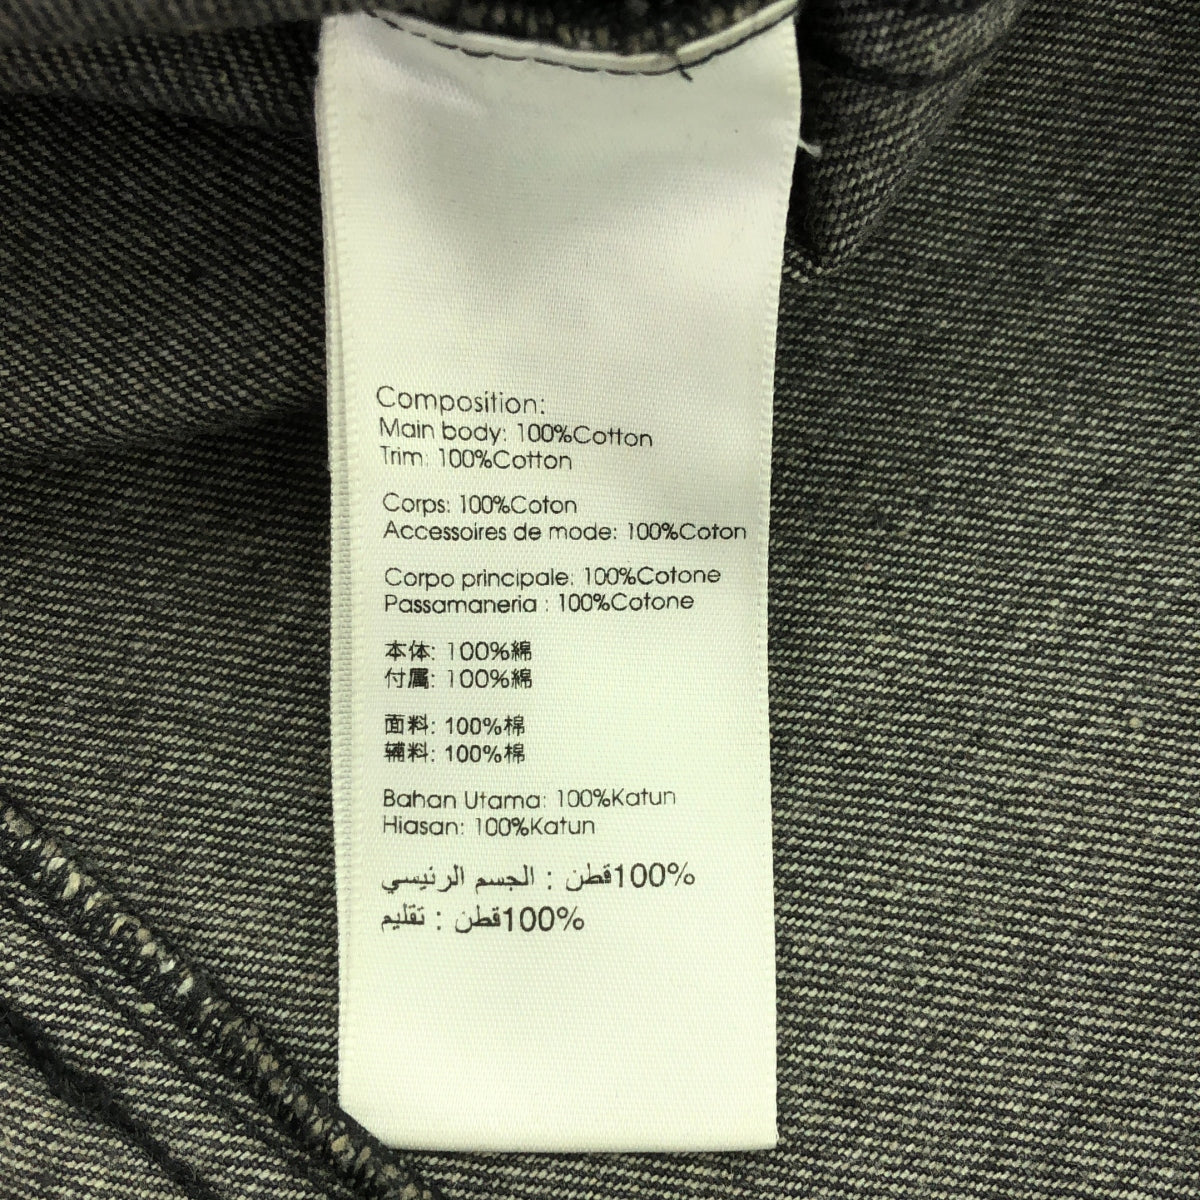 Composition:
Main body: 100%Cotton
Trim: 100%Cotton
Corps: 100%Coton
Accessoires de mode: 100%Coton
Corpo principale: 100%Cotone
Passamaneria : 100%Cotone
本体: 100%綿
付属: 100%綿
面料: 100%棉
辅料: 100%棉
Bahan Utama: 100%Katun
Hiasan: 100%Katun
100%قطن : الجسم الرئيسي
100%قطن : تقليم